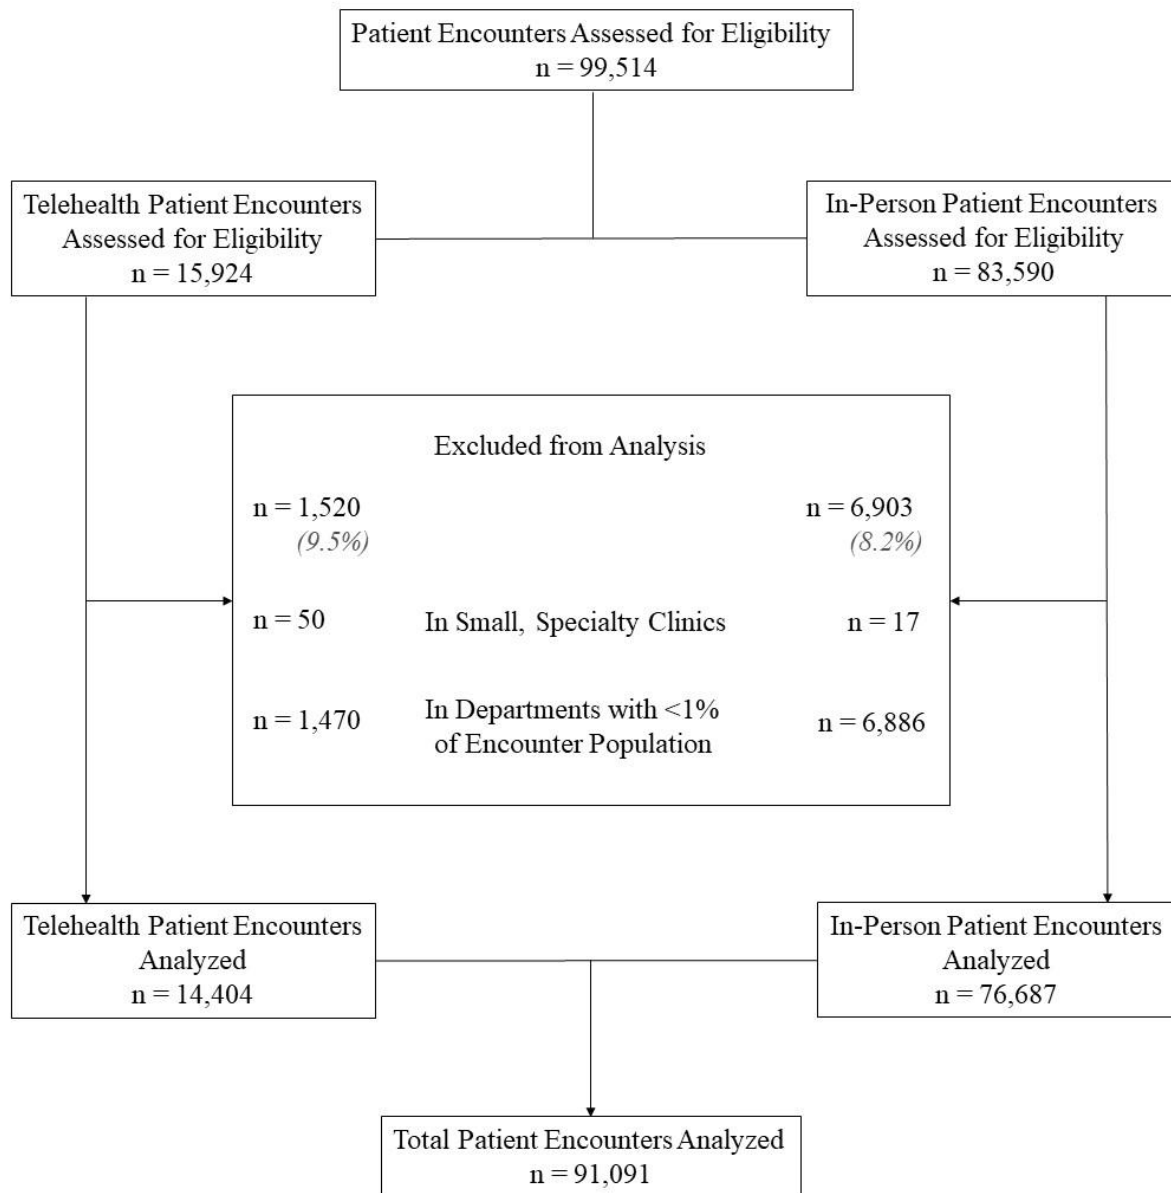 Patient Encounters Assessed for Eligibility
n = 99,514
Telehealth Patient Encounters
Assessed for Eligibility
n = 15,924
In-Person Patient Encounters
Assessed for Eligibility
n = 83,590
Excluded from Analysis
n = 1,520
(9.5%)
n = 6,903
(8.2%)
n = 50
In Small, Specialty Clinics
n = 17
n = 1,470
In Departments with <1%
of Encounter Population
n = 6,886
Telehealth Patient Encounters
Analyzed
n = 14,404
In-Person Patient Encounters
Analyzed
n = 76,687
Total Patient Encounters Analyzed
n = 91,091